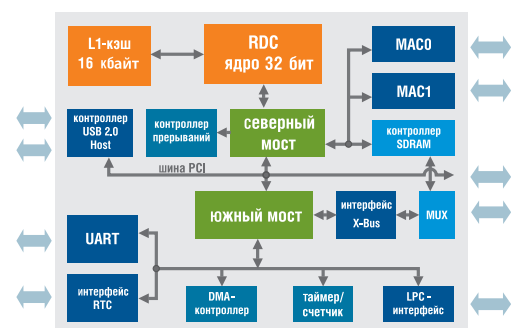 L1-кэш
16 кбайт
RDC
ядро 32 бит
MAC0
MAC1
контроллер
USB 2,0
Host
контроллер
прерываний
северный
мост
контроллер
SDRAM
шина PCI
южный мост
интерфейс
X-Bus
MUX
UART
интерфейс
RTC
DMA-
контроллер
таймер/
счетчик
LPC -
интерфейс